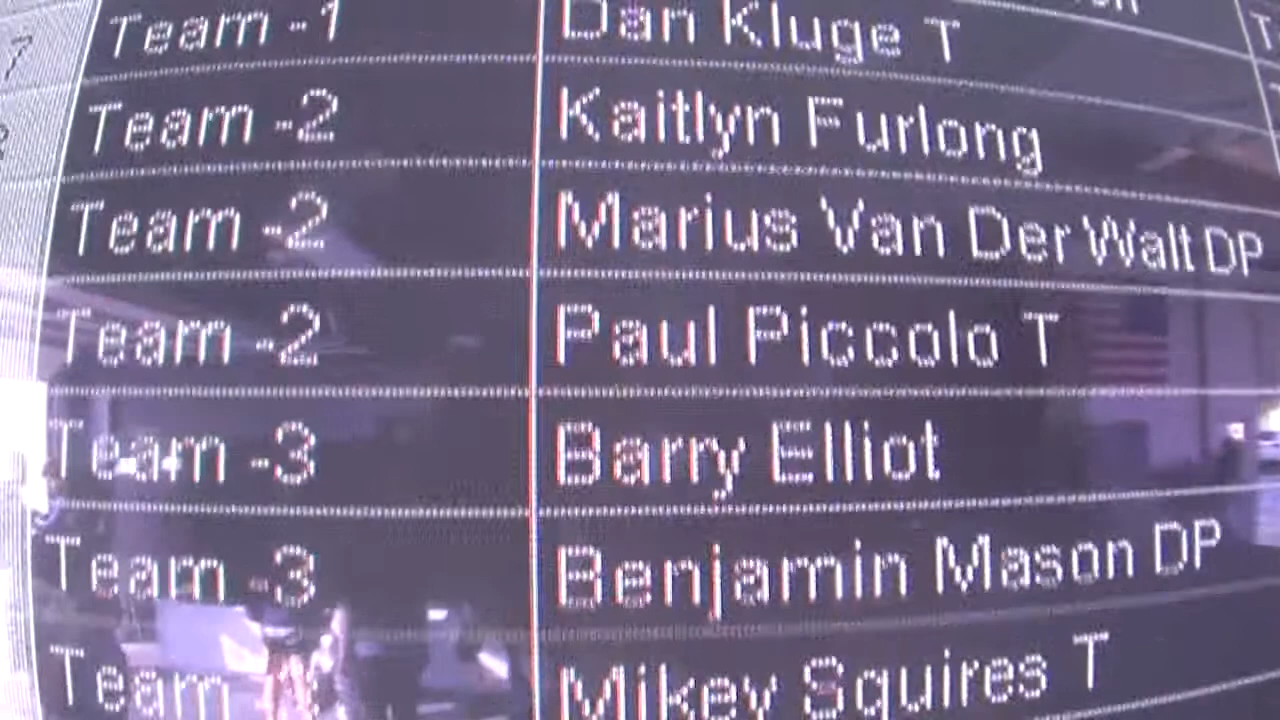 Team -1 Dan Kluge T
Team -2 Kaitlyn Furlong
Team -2 Marius Van Der Walt DP
Team -2 Paul Piccolo T
Team -3 Barry Elliot
Team -3 Benjamin Mason DP
Team Mikey Squires T